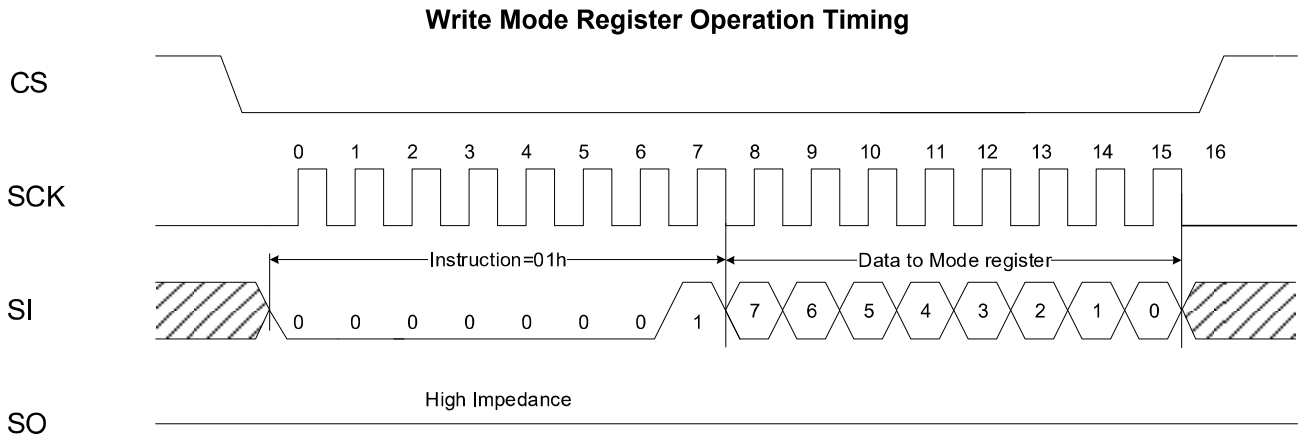 Write Mode Register Operation Timing
CS
0 1 2 3 4 5 6 7 8 9 10 11 12 13 14 15 16
SCK
Instruction=01h Data to Mode register
SI
0 0 0 0 0 0 0 1 7 6 5 4 3 2 1 0
High Impedance
SO